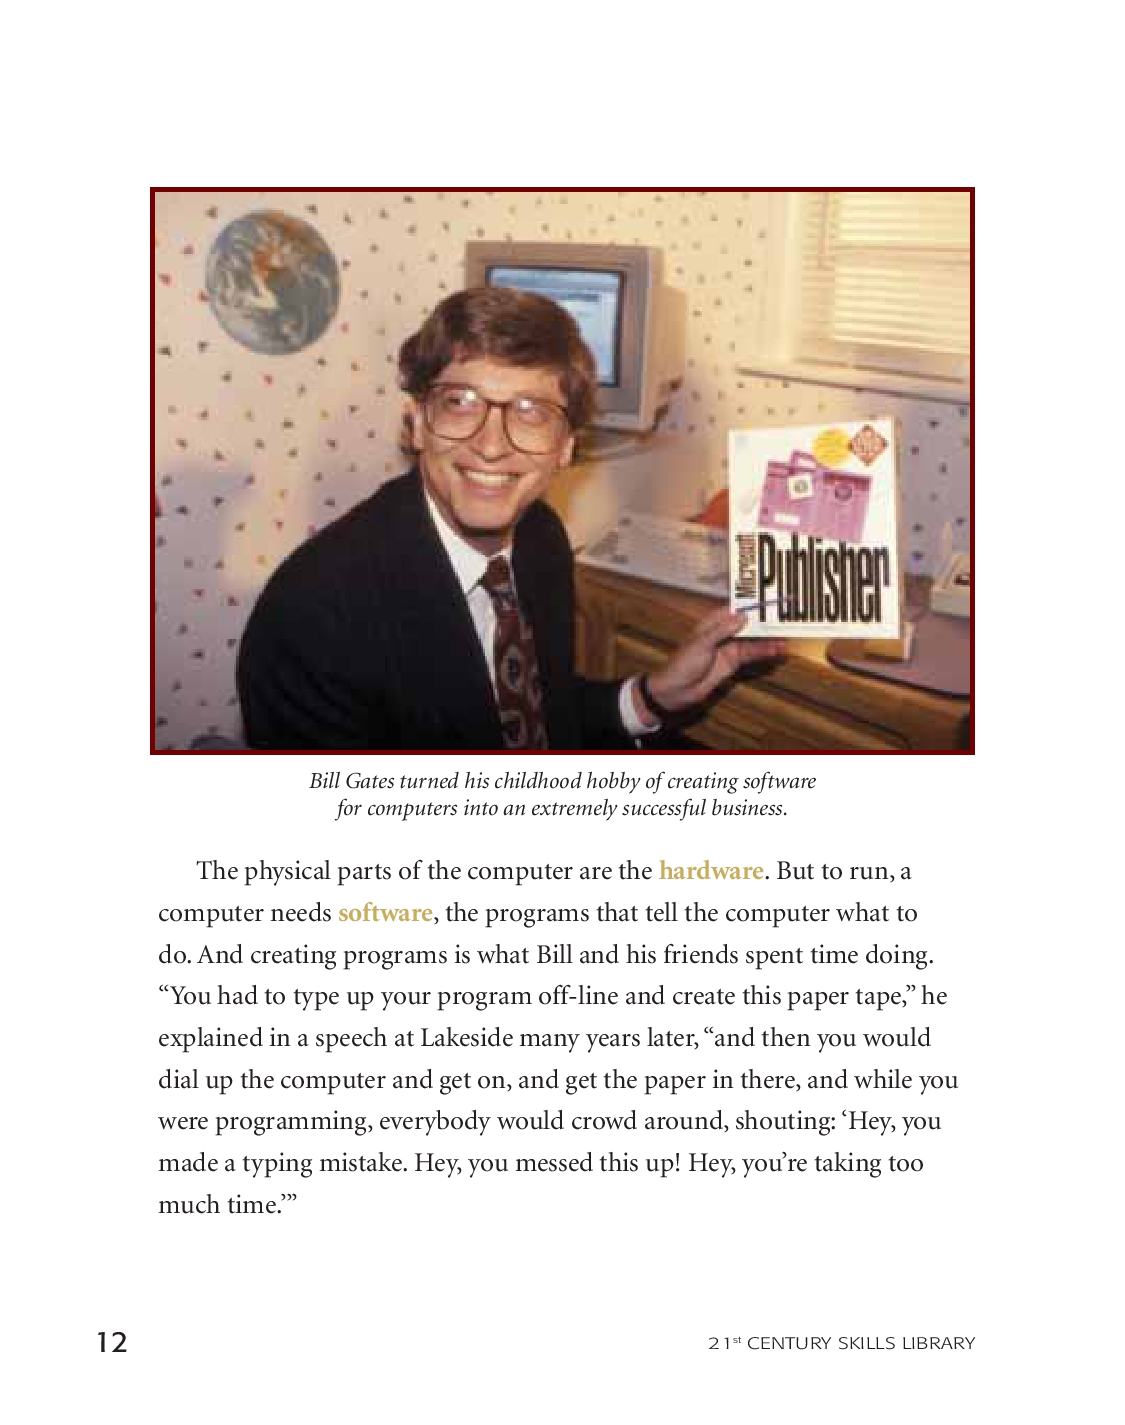 Microsoft
Publisher
Bill Gates turned his childhood hobby of creating software
for computers into an extremely successful business.
The physical parts of the computer are the hardware. But to run, a
computer needs software, the programs that tell the computer what to
do. And creating programs is what Bill and his friends spent time doing.
“You had to type up your program off-line and create this paper tape,” he
explained in a speech at Lakeside many years later, “and then you would
dial up the computer and get on, and get the paper in there, and while you
were programming, everybody would crowd around, shouting: ‘Hey, you
made a typing mistake. Hey, you messed this up! Hey, you’re taking too
much time.’”
12
21st CENTURY SKILLS LIBRARY